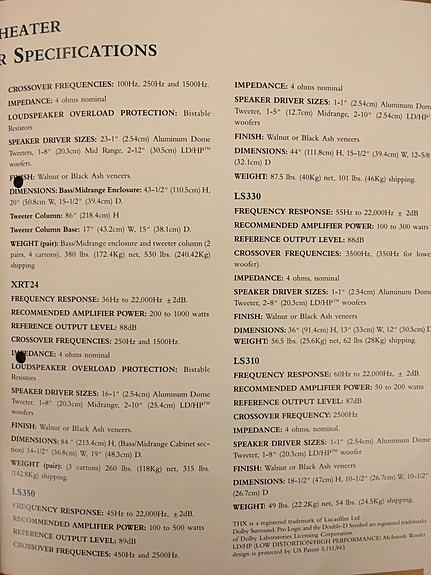 HEATER
R SPECIFICATIONS
CROSSOVER FREQUENCIES: 100Hz, 250Hz and 1500Hz.
IMPEDANCE: 4 ohms nominal
LOUDSPEAKER OVERLOAD PROTECTION: Bistable
Resistors
SPEAKER DRIVER SIZES: 23-1" (2.54cm) Aluminum Dome
Tweeters, 1-8" (20.3cm) Mid Range, 2-12" (30.5cm) LD/HP™
woofers.
FINISH: Walnut or Black Ash veneers.
DIMENSIONS: Bass/Midrange Enclosure: 43-1/2" (110.5cm) H,
20" (50.8cm W, 15-1/2" (39.4cm) D.
Tweeter Column: 86" (218.4cm) H
Tweeter Column Base: 17" (43.2cm) W, 15" (38.1cm) D.
WEIGHT (pair): Bass/Midrange enclosure and tweeter column (2
pairs, 4 cartons), 380 lbs. (172.4Kg) net, 530 lbs. (240.42Kg)
shipping
XRT24
FREQUENCY RESPONSE: 36Hz to 22,000Hz ± 2dB.
RECOMMENDED AMPLIFIER POWER: 200 to 1000 watts
REFERENCE OUTPUT LEVEL: 88dB
CROSSOVER FREQUENCIES: 250Hz and 1500Hz.
IMPEDANCE: 4 ohms nominal
LOUDSPEAKER OVERLOAD PROTECTION: Bistable
Resistors
SPEAKER DRIVER SIZES: 16-1" (2.54cm) Aluminum Dome
Tweeters, 1-8" (20.3cm) Midrange, 2-10" (25.4cm) LD/HP™
woofers
FINISH: Walnut or Black Ash veneers.
DIMENSIONS: 84 " (213.4cm) H, (Bass/Midrange Cabinet sec-
tion) 14-1/2" (36.8cm) W, 19" (48.3cm) D.
WEIGHT (pair): (3 cartons) 260 lbs. (118Kg) net, 315 lbs.
(142.8Kg) shipping.
LS350
FREQUENCY RESPONSE: 45Hz to 22,000Hz, ± 2dB.
RECOMMENDED AMPLIFIER POWER: 100 to 500 watts
REFERENCE OUTPUT LEVEL: 89dB
CROSSOVER FREQUENCIES: 450Hz and 2500Hz.
IMPEDANCE: 4 ohms nominal
SPEAKER DRIVER SIZES: 1-1" (2.54cm) Aluminum Dom
Tweeter, 1-5" (12.7cm) Midrange, 2-10" (2.54cm) LD/HP™
woofers
FINISH: Walnut or Black Ash veneers
DIMENSIONS: 44" (111.8cm) H, 15-1/2" (39.4cm) W, 12-5/8"
(32.1cm) D
WEIGHT: 87.5 lbs. (40Kg) net, 101 lbs. (46Kg) shipping.
LS330
FREQUENCY RESPONSE: 55Hz to 22,000Hz ± 2dB
RECOMMENDED AMPLIFIER POWER: 100 to 300 watts
REFERENCE OUTPUT LEVEL: 88dB
CROSSOVER FREQUENCIES: 3500Hz, (350Hz for lowe
woofer).
IMPEDANCE: 4 ohms nominal
SPEAKER DRIVER SIZES: 1-1" (2.54cm) Aluminum Dom
Tweeter, 2-8" (20.3cm) LD/HP™ woofers
FINISH: Walnut or Black Ash veneers
DIMENSIONS: 36" (91.4cm) H, 13" (33cm) W, 12" (30.5cm) D
WEIGHT: 56.5 lbs. (25.6Kg) net, 62 lbs (28Kg) shipping.
LS310
FREQUENCY RESPONSE: 60Hz to 22,000Hz, ± 2dB.
RECOMMENDED AMPLIFIER POWER: 50 to 200 watts
REFERENCE OUTPUT LEVEL: 87dB
CROSSOVER FREQUENCY: 2500Hz
IMPEDANCE: 4 ohms nominal.
SPEAKER DRIVER SIZES: 1-1" (2.54cm) Aluminum Dom
Tweeter, 1-8" (20.3cm) LD/HP™ woofer
FINISH: Walnut or Black Ash veneers
DIMENSIONS: 18-1/2" (47cm) H, 10-1/2" (26.7cm) W, 10-1/2"
(26.7cm) D
WEIGHT: 49 lbs. (22.2Kg) net, 54 lbs. (24.5Kg) shipping.
THX is a registered trademark of Lucasfilm Ltd.
Dolby Surround, Pro Logic and the Double-D Symbol are registered trademarks
of Dolby Laboratories Licensing Corporation.
LD/HP (LOW DISTORTION/HIGH PERFORMANCE) McIntosh Woofer
design is protected by US Patent 5,151,943